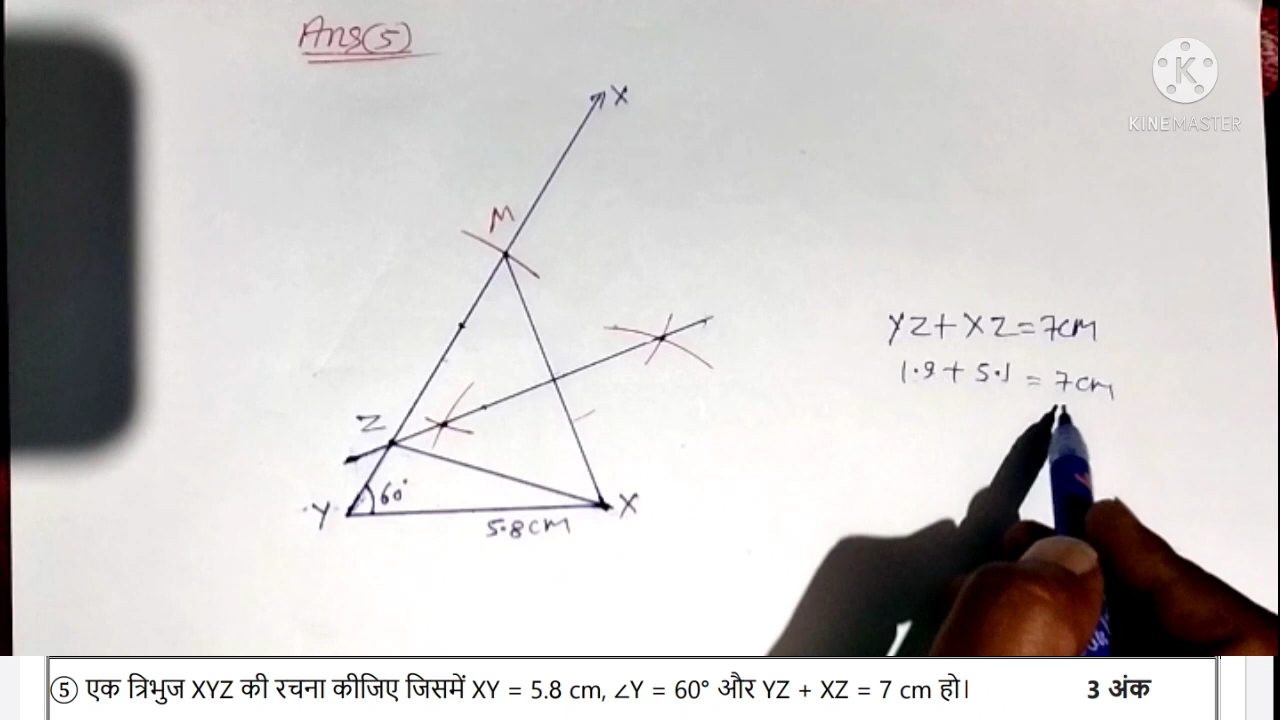 Ans(5)
X
KINEMASTER
M
YZ+XZ=7cm
1.9+5.1=7cm
Z
60°
Y
X
5.8cm
⑤ एक त्रिभुज XYZ की रचना कीजिए जिसमें XY = 5.8 cm, ∠Y = 60° और YZ + XZ = 7 cm हो।
3 अंक